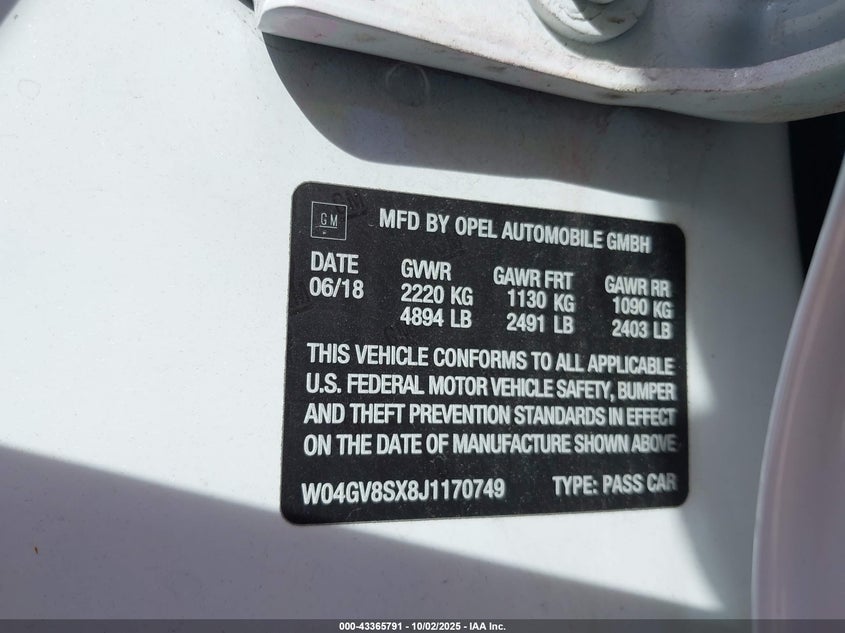 GM
MFD BY OPEL AUTOMOBILE GMBH
DATE GVWR GAWR FRT GAWR RR
06/18 2220 KG 1130 KG 1090 KG
4894 LB 2491 LB 2403 LB
THIS VEHICLE CONFORMS TO ALL APPLICABLE
U.S. FEDERAL MOTOR VEHICLE SAFETY, BUMPER
AND THEFT PREVENTION STANDARDS IN EFFECT
ON THE DATE OF MANUFACTURE SHOWN ABOVE
W04GV8SX8J1170749 TYPE: PASS CAR
000-43365791 - 10/02/2025 - IAA Inc.